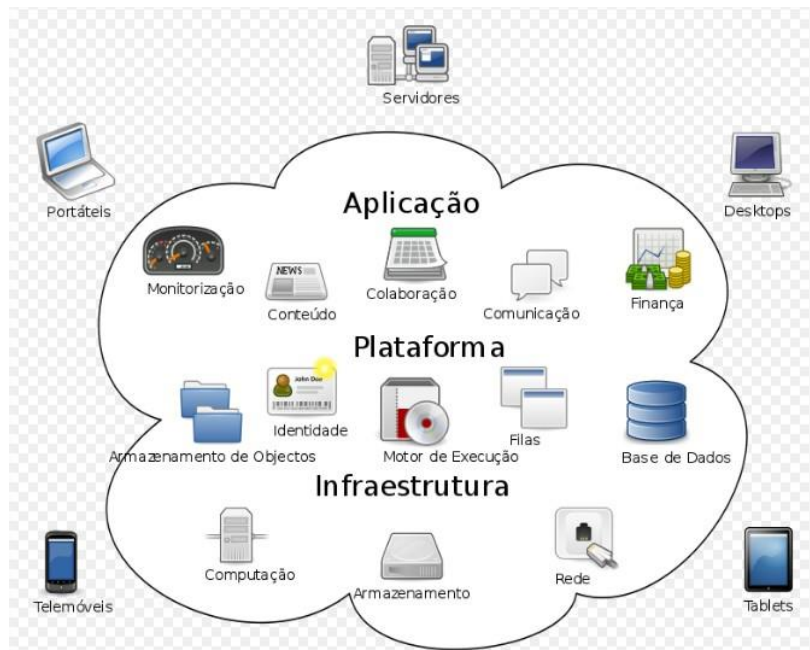 Servidores
Portáteis
Desktops
Aplicação
Monitorização
NEWS
Conteúdo
Colaboração
Comunicação
Finança
Plataforma
John Doe
Armazenamento de Objectos
Identidade
Motor de Execução
Filas
Base de Dados
Infraestrutura
Computação
Armazenamento
Rede
Telemóveis
Tablets